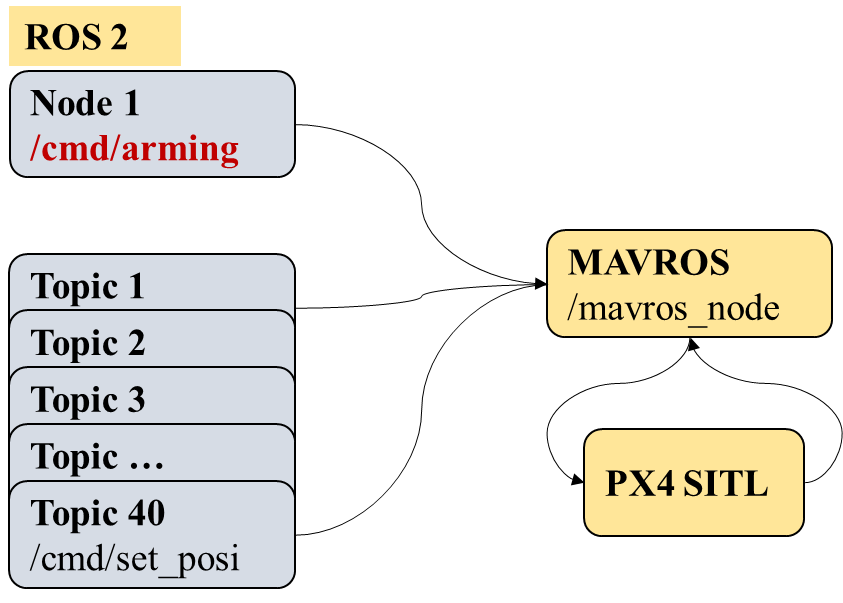 ROS 2
Node 1
/cmd/arming
Topic 1
Topic 2
Topic 3
Topic …
Topic 40
/cmd/set_posi
MAVROS
/mavros_node
PX4 SITL